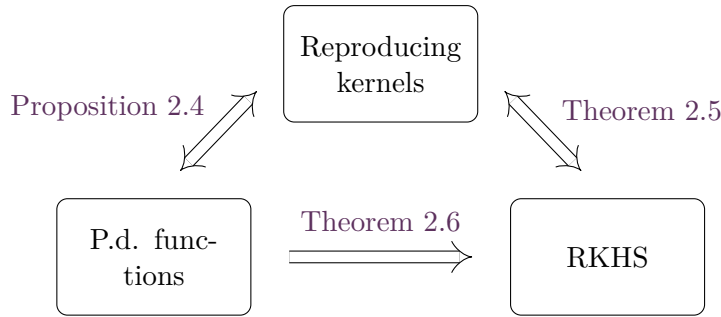 Reproducing
kernels
Proposition 2.4
Theorem 2.5
P.d. func-
tions
Theorem 2.6
RKHS